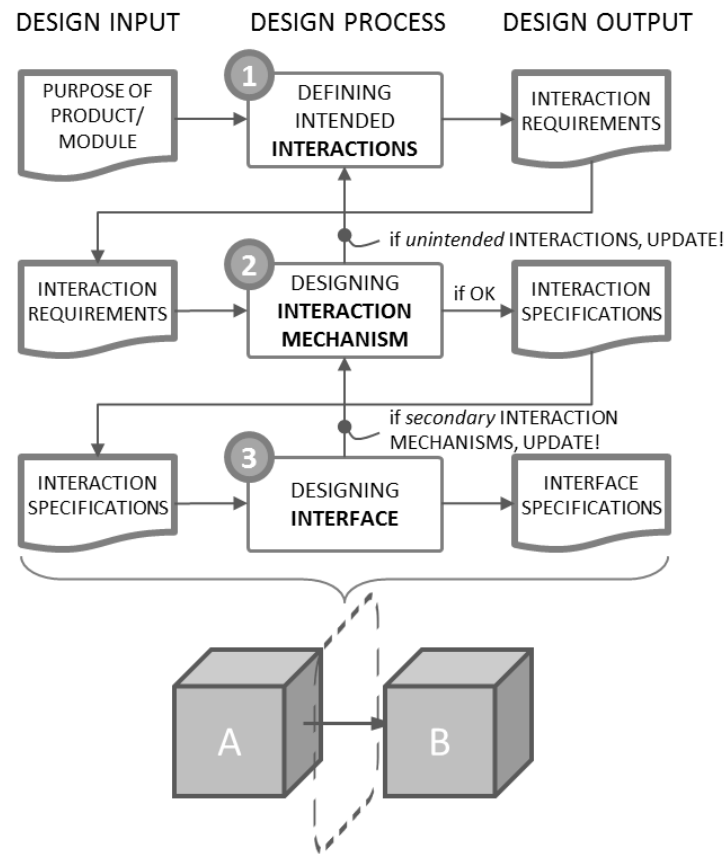 DESIGN INPUT
DESIGN PROCESS
DESIGN OUTPUT
PURPOSE OF
PRODUCT/
MODULE
1
DEFINING
INTENDED
INTERACTIONS
INTERACTION
REQUIREMENTS
if unintended INTERACTIONS, UPDATE!
INTERACTION
REQUIREMENTS
2
DESIGNING
INTERACTION
MECHANISM
if OK
INTERACTION
SPECIFICATIONS
if secondary INTERACTION
MECHANISMS, UPDATE!
INTERACTION
SPECIFICATIONS
3
DESIGNING
INTERFACE
INTERFACE
SPECIFICATIONS
A
B